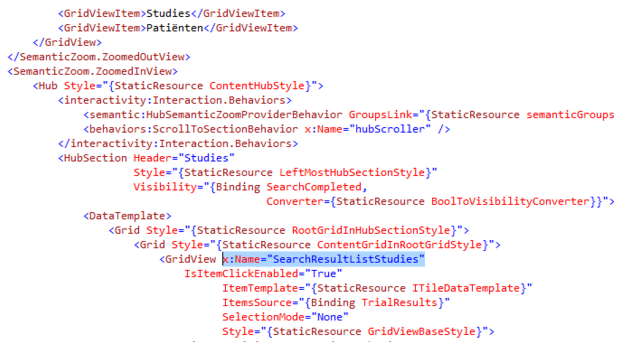 <GridViewItem>Studies</GridViewItem>
<GridViewItem>Patiënten</GridViewItem>
</GridView>
</SemanticZoom.ZoomedOutView>
<SemanticZoom.ZoomedInView>
<Hub Style="{StaticResource ContentHubStyle}">
<interactivity:Interaction.Behaviors>
<semantic:HubSemanticZoomProviderBehavior GroupsLink="{StaticResource semanticGroups
<behaviors:ScrollToSectionBehavior x:Name="hubScroller" />
</interactivity:Interaction.Behaviors>
<HubSection Header="Studies"
Style="{StaticResource LeftMostHubSectionStyle}"
Visibility="{Binding SearchCompleted,
Converter={StaticResource BoolToVisibilityConverter}}">
<DataTemplate>
<Grid Style="{StaticResource RootGridInHubSectionStyle}">
<Grid Style="{StaticResource ContentGridInRootGridStyle}">
<GridView x:Name="SearchResultListStudies"
IsItemClickEnabled="True"
ItemTemplate="{StaticResource ITileDataTemplate}"
ItemsSource="{Binding TrialResults}"
SelectionMode="None"
Style="{StaticResource GridViewBaseStyle}">